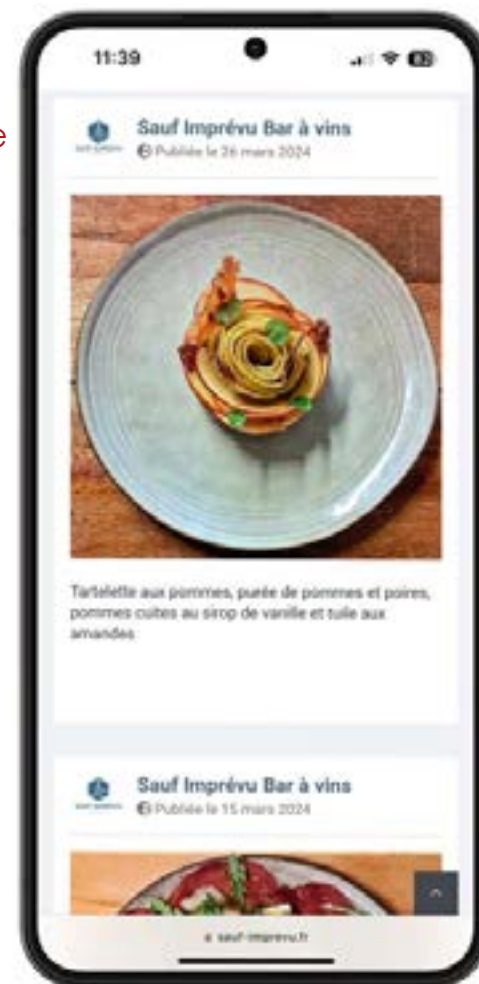 e
11:39
Sauf Imprévu Bar à vins
Publiée le 26 mars 2024
Tartelette aux pommes, purée de pommes et poires,
pommes cuites au sirop de vanille et tuile aux
amandes
Sauf Imprévu Bar à vins
Publiée le 15 mars 2024
sauf-imprevu.fr